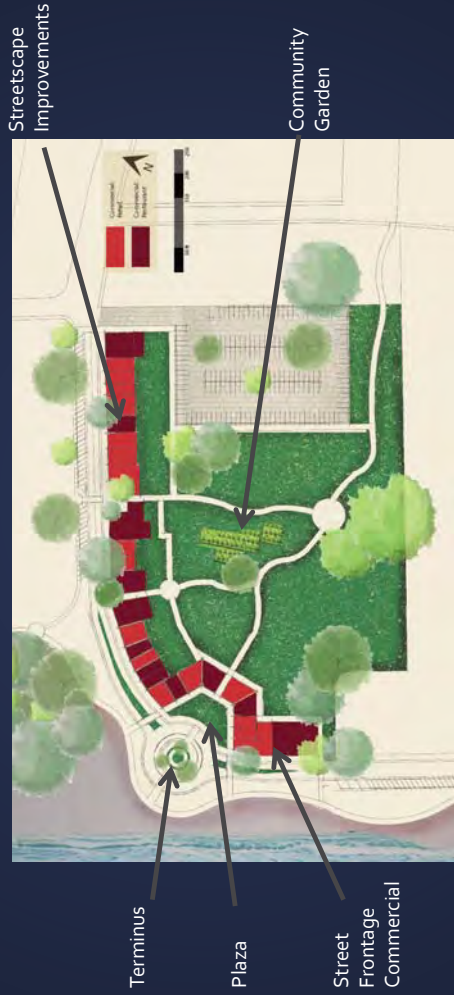 Streetscape
Improvements
Community
Garden
Commercial
Retail
Commercial
Restaurant
N
Terminus
Plaza
Street
Frontage
Commercial